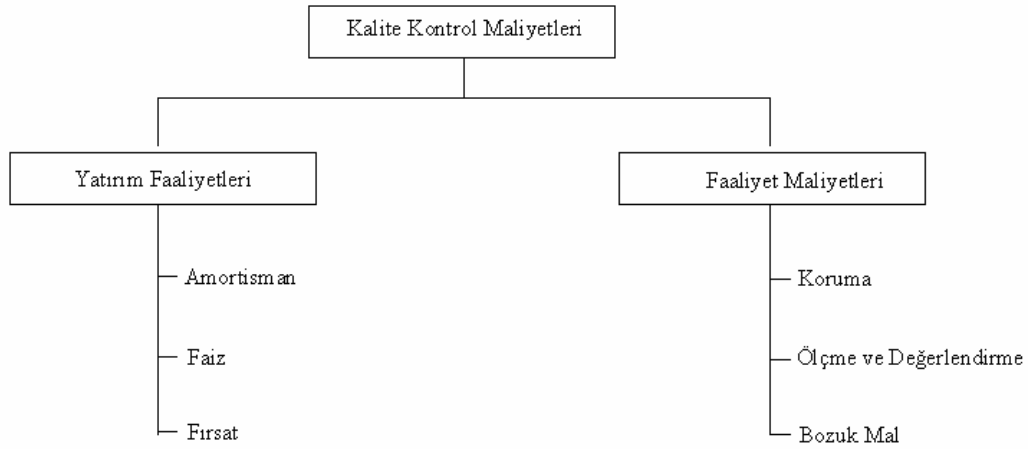 Kalite Kontrol Maliyetleri
Yatırım Faaliyetleri
Faaliyet Maliyetleri
Amortisman
Koruma
Faiz
Ölçme ve Değerlendirme
Fırsat
Bozuk Mal